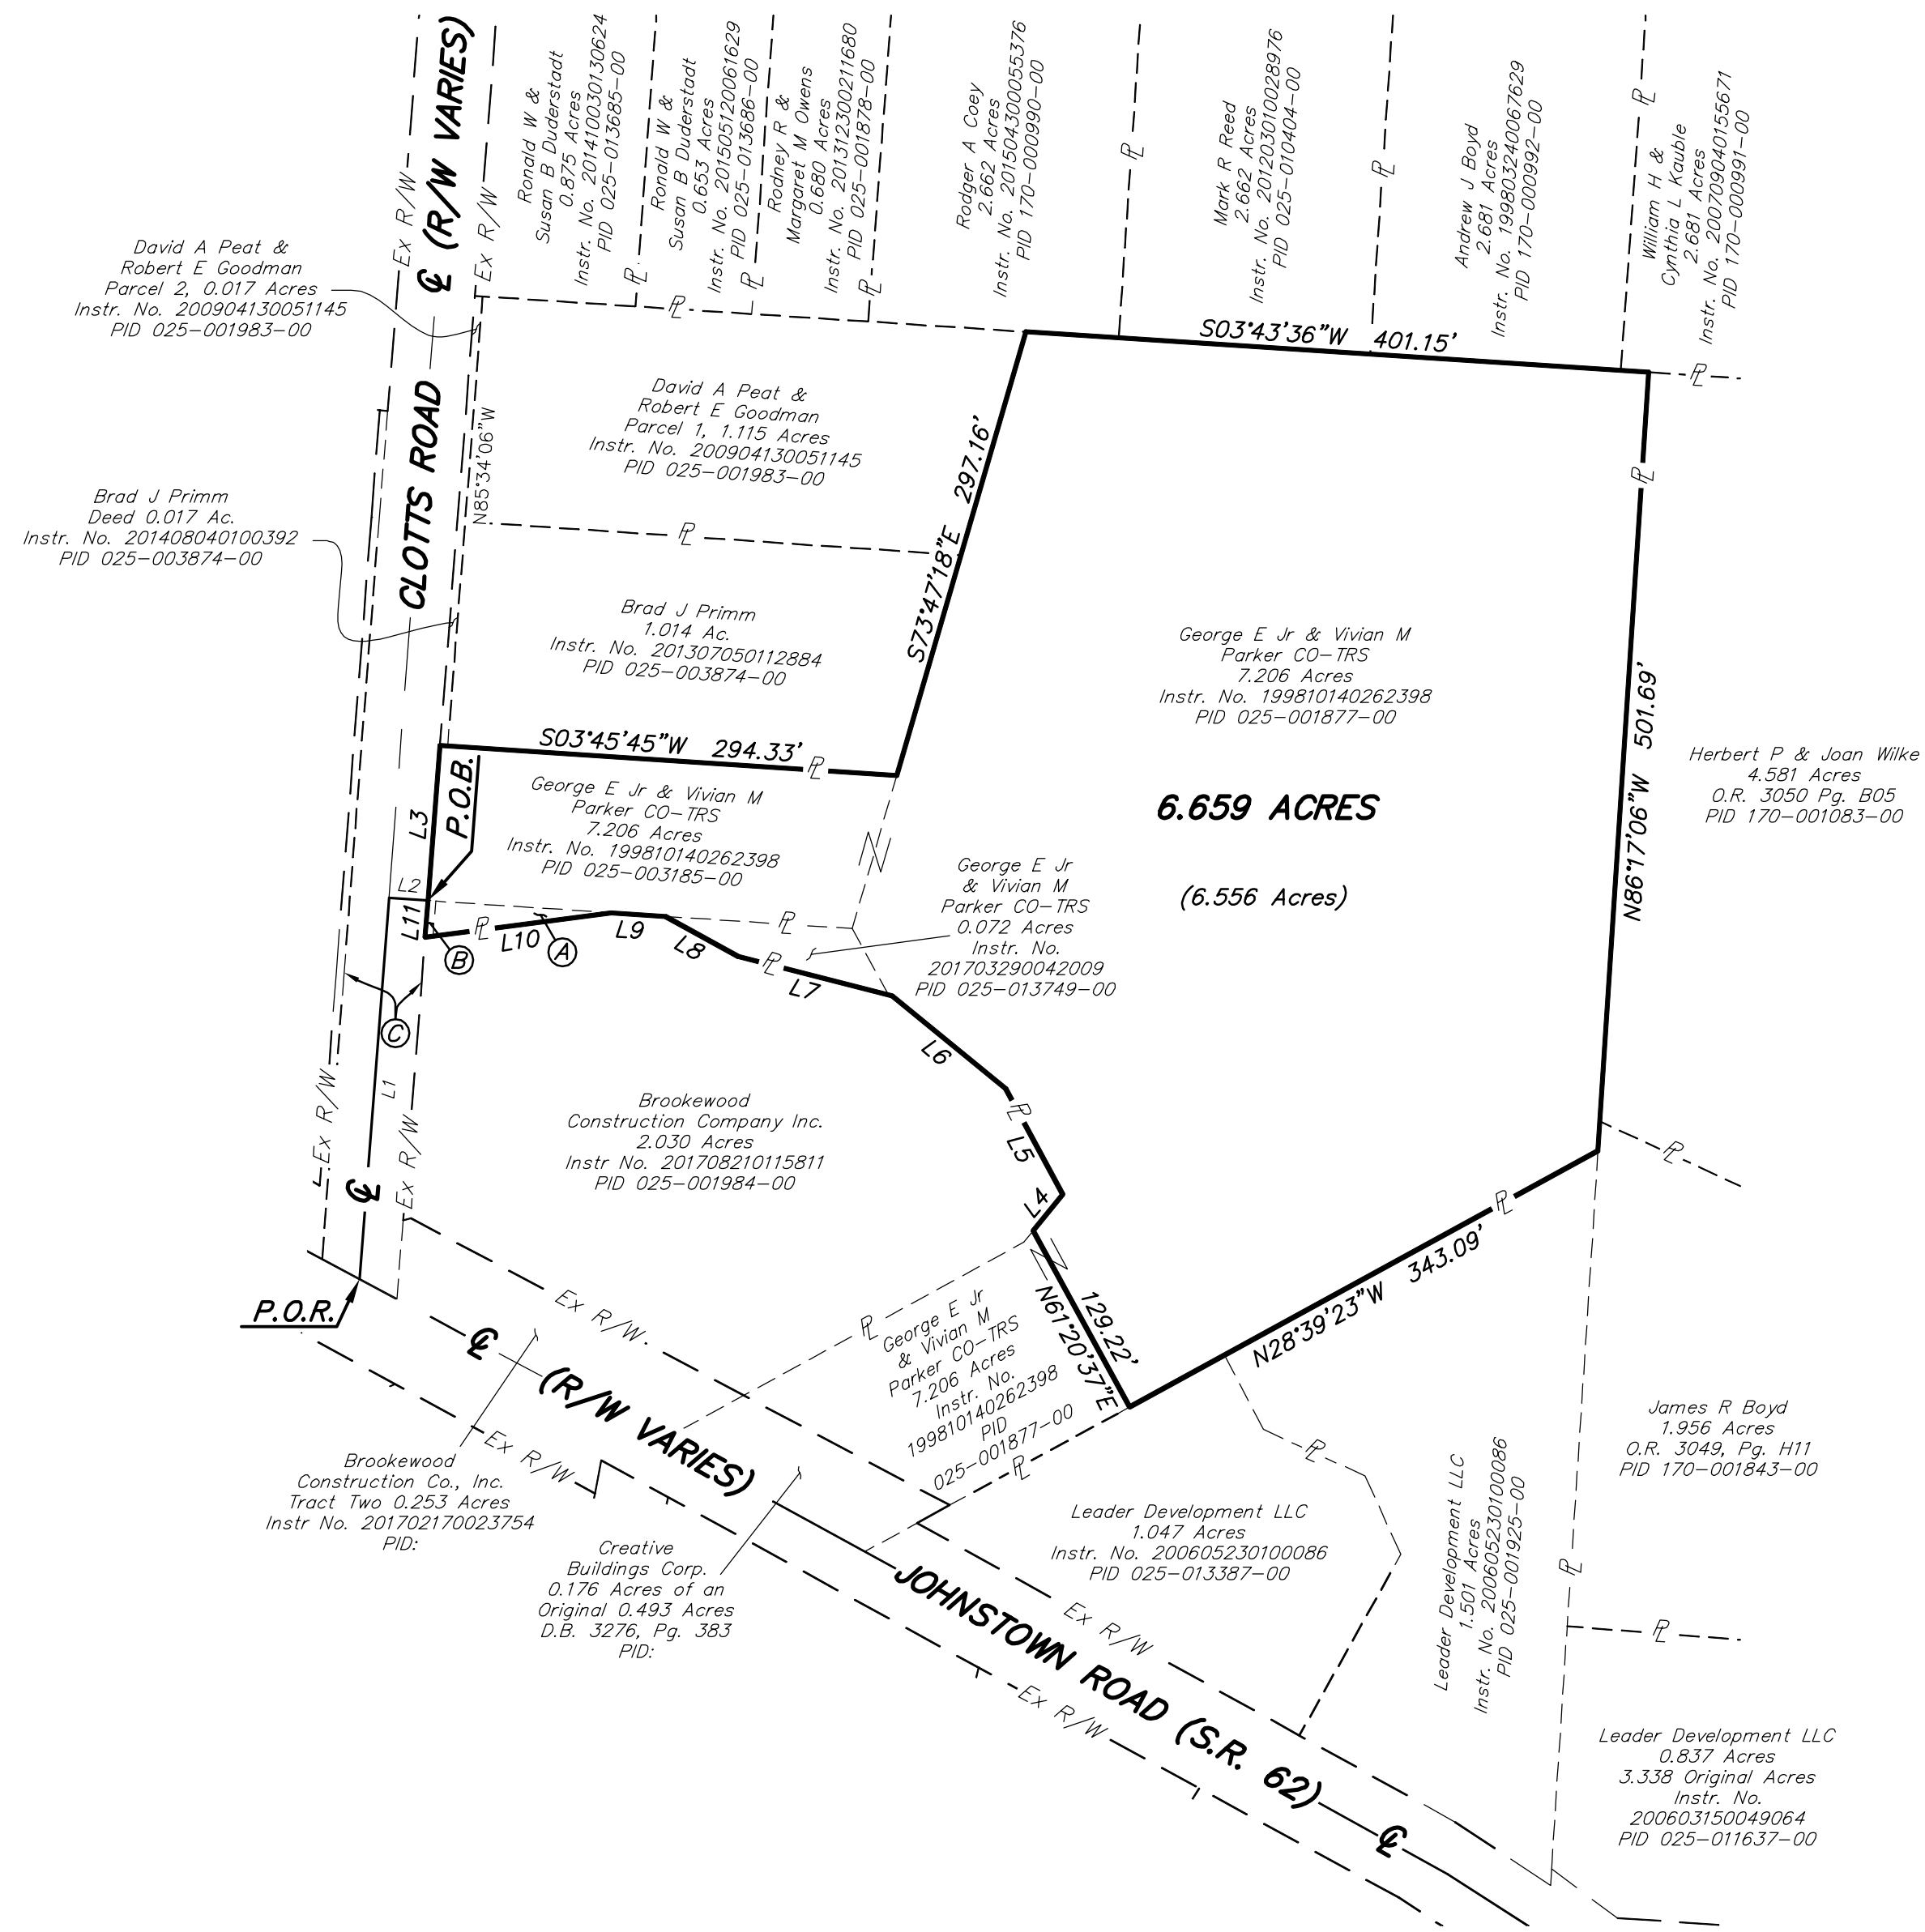 CLOTTS ROAD ℄ (R/W VARIES)
Ex R/W
Ex R/W
Ronald W &
Susan B Duderstadt
0.875 Acres
Instr. No. 201410030130624
PID 025-013685-00
Ronald W &
Susan B Duderstadt
0.653 Acres
Instr. No. 201505120061629
PID 025-013686-00
Rodney R &
Margaret M Owens
0.680 Acres
Instr. No. 201312300211680
PID 025-001878-00
Rodger A Coey
2.662 Acres
Instr. No. 201504300055376
PID 170-000990-00
Mark R Reed
2.662 Acres
Instr. No. 201203010028976
PID 025-010404-00
Andrew J Boyd
2.681 Acres
Instr. No. 199803240067629
PID 170-000992-00
William H &
Cynthia L Kauble
2.681 Acres
Instr. No. 200709040155671
PID 170-000991-00
David A Peat &
Robert E Goodman
Parcel 2, 0.017 Acres
Instr. No. 200904130051145
PID 025-001983-00
S03°43'36"W 401.15'
David A Peat &
Robert E Goodman
Parcel 1, 1.115 Acres
Instr. No. 200904130051145
PID 025-001983-00
N85°34'06"W
S73°47'18"E 297.16'
Brad J Primm
Deed 0.017 Ac.
Instr. No. 201408040100392
PID 025-003874-00
Brad J Primm
1.014 Ac.
Instr. No. 201307050112884
PID 025-003874-00
George E Jr & Vivian M
Parker CO-TRS
7.206 Acres
Instr. No. 199810140262398
PID 025-001877-00
S03°45'45"W 294.33'
6.659 ACRES
(6.556 Acres)
N86°17'06"W 501.69'
Herbert P & Joan Wilke
4.581 Acres
O.R. 3050 Pg. B05
PID 170-001083-00
P.O.B.
George E Jr & Vivian M
Parker CO-TRS
7.206 Acres
Instr. No. 199810140262398
PID 025-003185-00
George E Jr
& Vivian M
Parker CO-TRS
0.072 Acres
Instr. No.
201703290042009
PID 025-013749-00
L3
L2
L11
L10
L9
L8
L7
L6
L5
L4
L1
A
B
C
Brookewood
Construction Company Inc.
2.030 Acres
Instr No. 201708210115811
PID 025-001984-00
Ex R/W
Ex R/W
℄
P.O.R.
N61°20'37"E
129.22'
N28°39'23"W 343.09'
George E Jr
& Vivian M
Parker CO-TRS
7.206 Acres
Instr. No.
199810140262398
PID
025-001877-00
Ex R/W
Ex R/W
℄ (R/W VARIES) JOHNSTOWN ROAD (S.R. 62) ℄
Brookewood
Construction Co., Inc.
Tract Two 0.253 Acres
Instr No. 201702170023754
PID:
Creative
Buildings Corp.
0.176 Acres of an
Original 0.493 Acres
D.B. 3276, Pg. 383
PID:
Leader Development LLC
1.047 Acres
Instr. No. 200605230100086
PID 025-013387-00
Leader Development LLC
1.501 Acres
Instr. No. 200605230100086
PID 025-001925-00
James R Boyd
1.956 Acres
O.R. 3049, Pg. H11
PID 170-001843-00
Ex R/W
Ex R/W
Leader Development LLC
0.837 Acres
3.338 Original Acres
Instr. No.
200603150049064
PID 025-011637-00